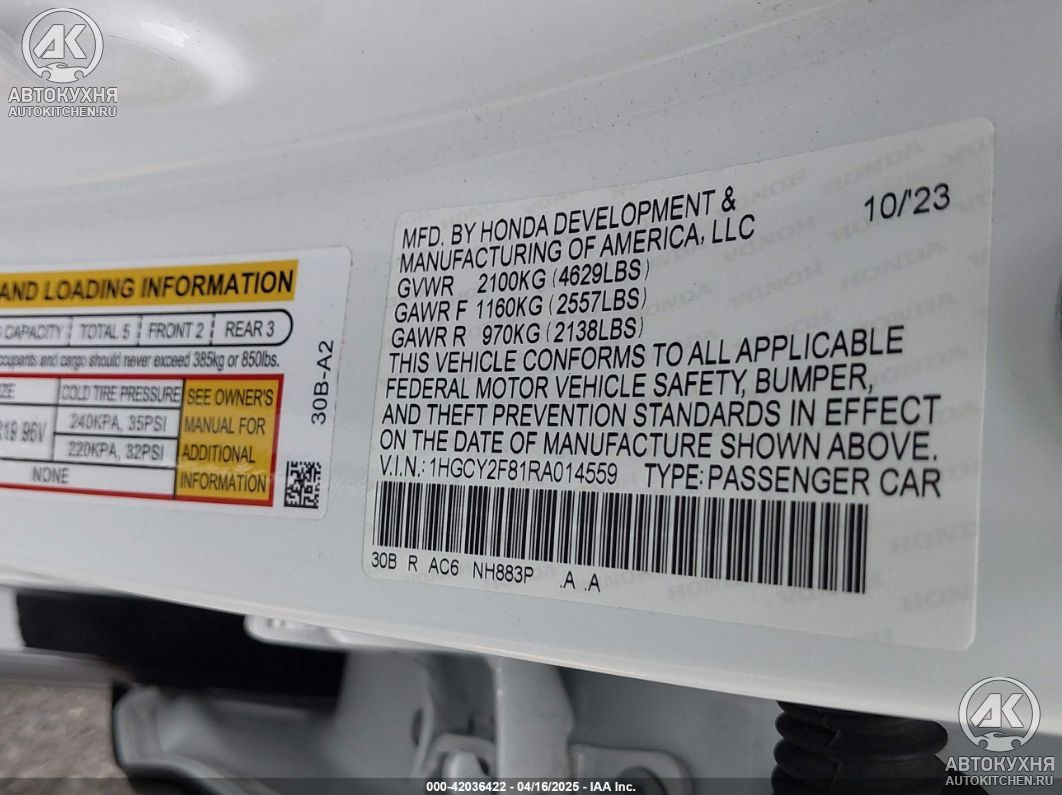 АК
АВТОКУХНЯ
AUTOKITCHEN.RU
AND LOADING INFORMATION
CAPACITY TOTAL 5 FRONT 2 REAR 3
occupants and cargo should never exceed 385kg or 850lbs.
COLD TIRE PRESSURE
R19 96V 240KPA, 35PSI
220KPA, 32PSI
NONE
SEE OWNER'S
MANUAL FOR
ADDITIONAL
INFORMATION
30B-A2
10/'23
MFD. BY HONDA DEVELOPMENT &
MANUFACTURING OF AMERICA, LLC
GVWR 2100KG (4629LBS)
GAWR F 1160KG (2557LBS)
GAWR R 970KG (2138LBS)
THIS VEHICLE CONFORMS TO ALL APPLICABLE
FEDERAL MOTOR VEHICLE SAFETY, BUMPER,
AND THEFT PREVENTION STANDARDS IN EFFECT
ON THE DATE OF MANUFACTURE SHOWN ABOVE.
V.I.N.: 1HGCY2F81RA014559 TYPE: PASSENGER CAR
30B R AC6 NH883P .A .A
АК
АВТОКУХНЯ
AUTOKITCHEN.RU
000-42036422 - 04/16/2025 - IAA Inc.